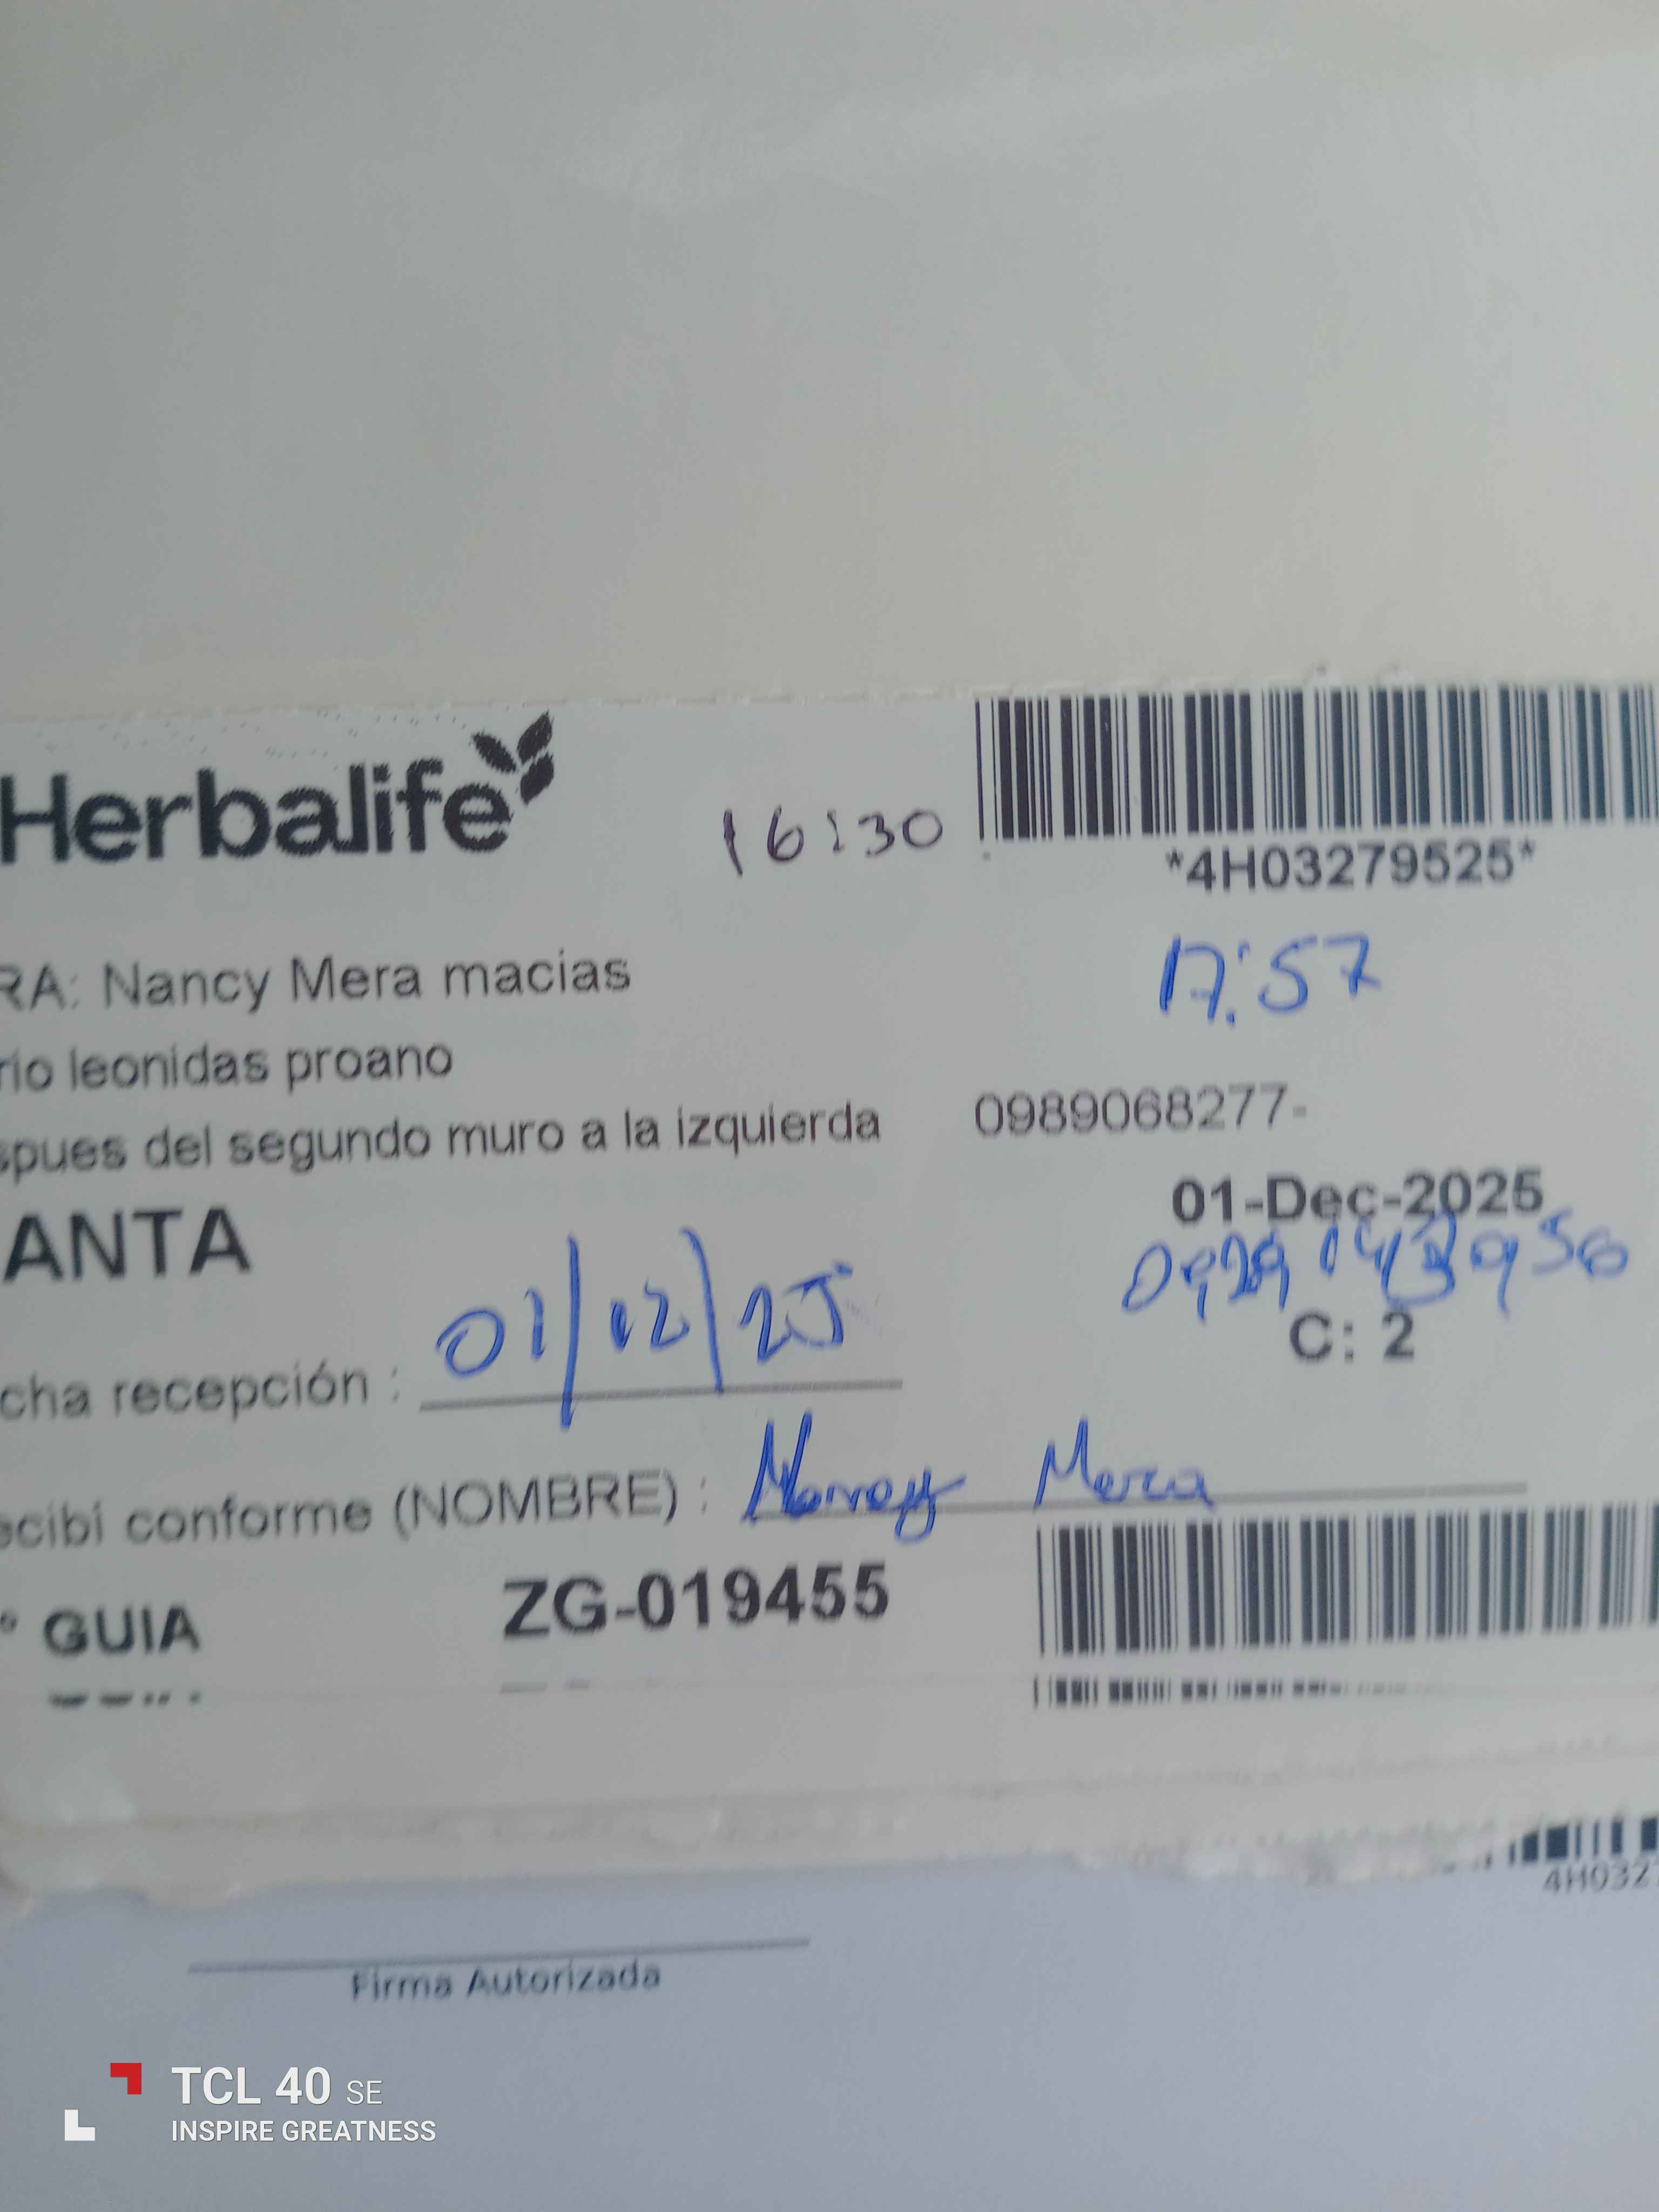 Herbalife
16:30
*4H03279525*
RA: Nancy Mera macias
17:57
rio leonidas proano
spues del segundo muro a la izquierda 0989068277-
ANTA
01-Dec-2025
C: 2
cha recepción : 01/12/25
ecibí conforme (NOMBRE) : Nancy Mera
° GUIA ZG-019455
4H0327
Firma Autorizada
TCL 40 SE
INSPIRE GREATNESS